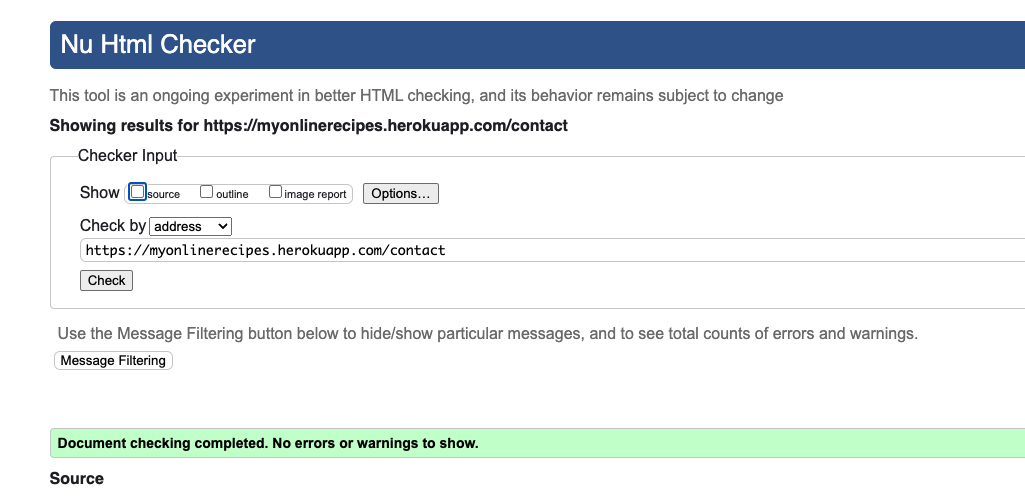 Nu Html Checker
This tool is an ongoing experiment in better HTML checking, and its behavior remains subject to change
Showing results for https://myonlinerecipes.herokuapp.com/contact
Checker Input
Show source outline image report Options...
Check by address
https://myonlinerecipes.herokuapp.com/contact
Check
Use the Message Filtering button below to hide/show particular messages, and to see total counts of errors and warnings.
Message Filtering
Document checking completed. No errors or warnings to show.
Source